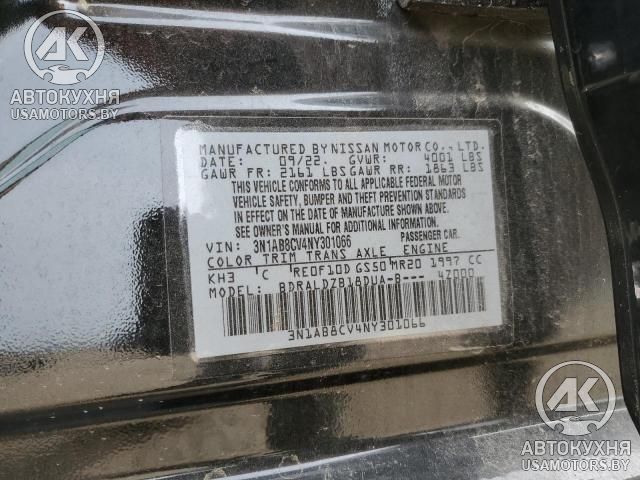 AK
АВТОКУХНЯ
USAMOTORS.BY
MANUFACTURED BY NISSAN MOTOR CO., LTD.
DATE: 09/22. GVWR: 4001 LBS
GAWR FR: 2161 LBS GAWR RR: 1863 LBS
THIS VEHICLE CONFORMS TO ALL APPLICABLE FEDERAL MOTOR
VEHICLE SAFETY, BUMPER AND THEFT PREVENTION STANDARDS
IN EFFECT ON THE DATE OF MANUFACTURE SHOWN ABOVE.
SEE OWNER'S MANUAL FOR ADDITIONAL INFORMATION.
VIN: 3N1AB8CV4NY301066 PASSENGER CAR.
COLOR TRIM TRANS AXLE ENGINE
KH3 C RE0F10D GS50 MR20 1997 CC
MODEL: BDRALDZB18DUA-B--- 4Z000
3N1AB8CV4NY301066
AK
АВТОКУХНЯ
USAMOTORS.BY